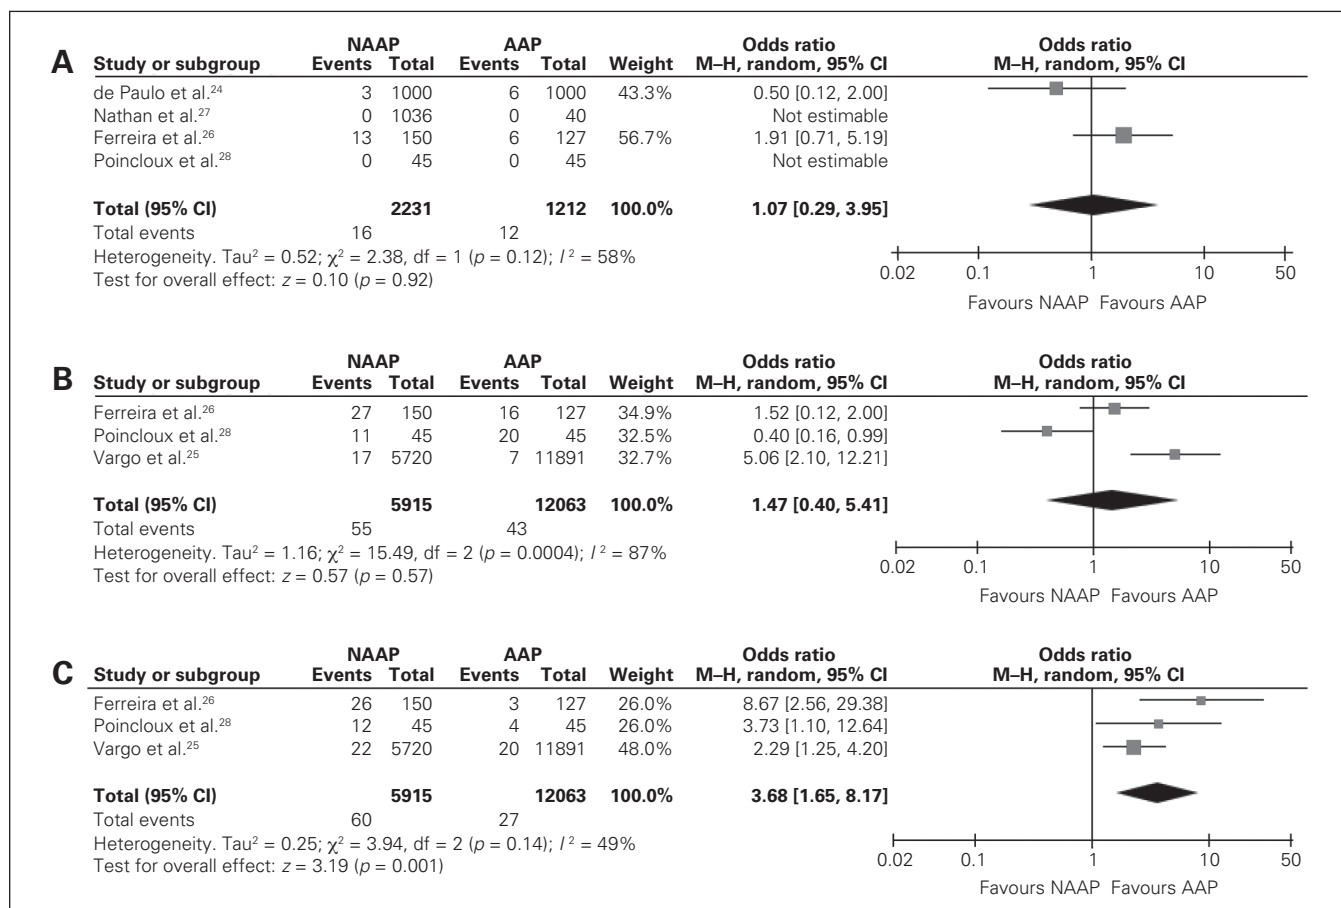 A
NAAP AAP Odds ratio Odds ratio
Study or subgroup Events Total Events Total Weight M–H, random, 95% CI M–H, random, 95% CI
de Paulo et al.24 3 1000 6 1000 43.3% 0.50 [0.12, 2.00]
Nathan et al.27 0 1036 0 40 Not estimable
Ferreira et al.26 13 150 6 127 56.7% 1.91 [0.71, 5.19]
Poincloux et al.28 0 45 0 45 Not estimable
Total (95% CI) 2231 1212 100.0% 1.07 [0.29, 3.95]
Total events 16 12
Heterogeneity. Tau2 = 0.52; χ2 = 2.38, df = 1 (p = 0.12); I 2 = 58%
Test for overall effect: z = 0.10 (p = 0.92)
0.02 0.1 1 10 50
Favours NAAP Favours AAP
B
NAAP AAP Odds ratio Odds ratio
Study or subgroup Events Total Events Total Weight M–H, random, 95% CI M–H, random, 95% CI
Ferreira et al.26 27 150 16 127 34.9% 1.52 [0.12, 2.00]
Poincloux et al.28 11 45 20 45 32.5% 0.40 [0.16, 0.99]
Vargo et al.25 17 5720 7 11891 32.7% 5.06 [2.10, 12.21]
Total (95% CI) 5915 12063 100.0% 1.47 [0.40, 5.41]
Total events 55 43
Heterogeneity. Tau2 = 1.16; χ2 = 15.49, df = 2 (p = 0.0004); I 2 = 87%
Test for overall effect: z = 0.57 (p = 0.57)
0.02 0.1 1 10 50
Favours NAAP Favours AAP
C
NAAP AAP Odds ratio Odds ratio
Study or subgroup Events Total Events Total Weight M–H, random, 95% CI M–H, random, 95% CI
Ferreira et al.26 26 150 3 127 26.0% 8.67 [2.56, 29.38]
Poincloux et al.28 12 45 4 45 26.0% 3.73 [1.10, 12.64]
Vargo et al.25 22 5720 20 11891 48.0% 2.29 [1.25, 4.20]
Total (95% CI) 5915 12063 100.0% 3.68 [1.65, 8.17]
Total events 60 27
Heterogeneity. Tau2 = 0.25; χ2 = 3.94, df = 2 (p = 0.14); I 2 = 49%
Test for overall effect: z = 3.19 (p = 0.001)
0.02 0.1 1 10 50
Favours NAAP Favours AAP